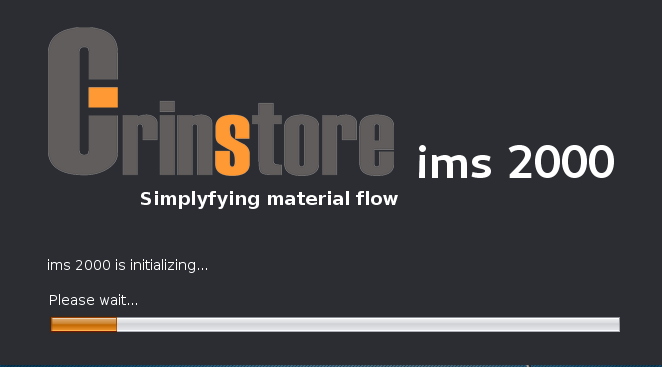 Crinstore
ims 2000
Simplyfying material flow
ims 2000 is initializing...
Please wait...